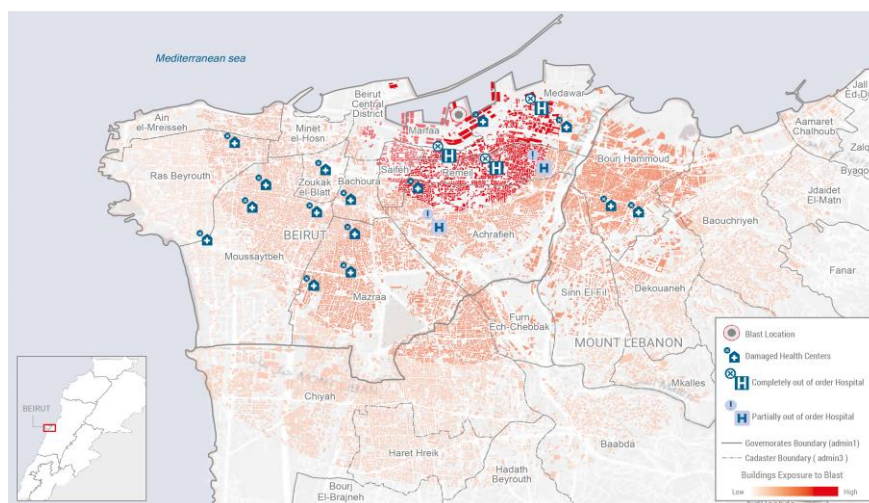 Mediterranean sea
Jall
Ed-Di
Beirut
Central
District
Medawar
Ain
el-Mreisseh
Minet
el-Hosn
Marfaa
Aamaret
Chalhoub
Zalq
Byaqo
Ras Beyrouth
Zoukak
el-Blatt
Bachoura
Saifeh
Remeil
H
H
H
H
Bourj Hammoud
Jdaidet
El-Matn
BEIRUT
H
Achrafieh
Baouchriyeh
Moussaytbeh
Fanar
Mazraa
Sinn El-Fil
Dekouaneh
Furn
Ech-Chebbak
MOUNT LEBANON
Mkalles
Chiyah
Haret Hreik
Baabda
Hadath
Beyrouth
Bourj
El-Brajneh
BEIRUT
Blast Location
Damaged Health Centers
H Completely out of order Hospital
! H Partially out of order Hospital
Governorates Boundary (admin1)
Cadaster Boundary ( admin3 )
Buildings Exposure to Blast
Low High